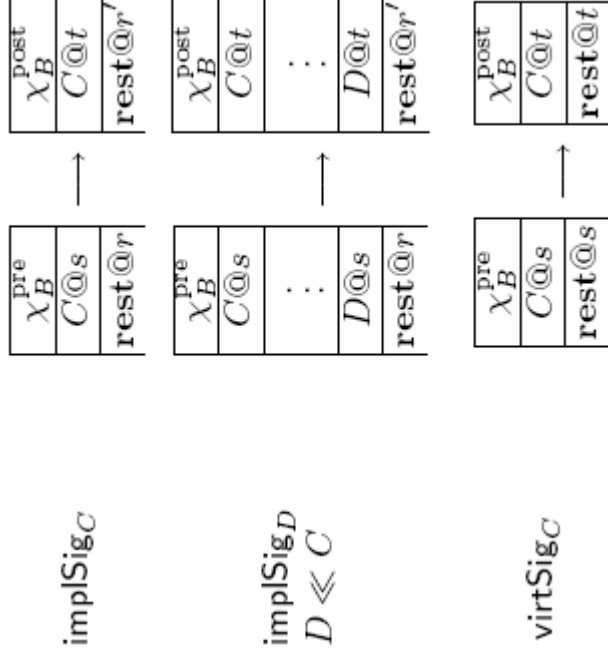 implSig_C
χ_B^pre
C@s
rest@r
→
χ_B^post
C@t
rest@r′
implSig_D
D ⋘ C
χ_B^pre
C@s
⋮
D@s
rest@r
→
χ_B^post
C@t
⋮
D@t
rest@r′
virtSig_C
χ_B^pre
C@s
rest@s
→
χ_B^post
C@t
rest@t